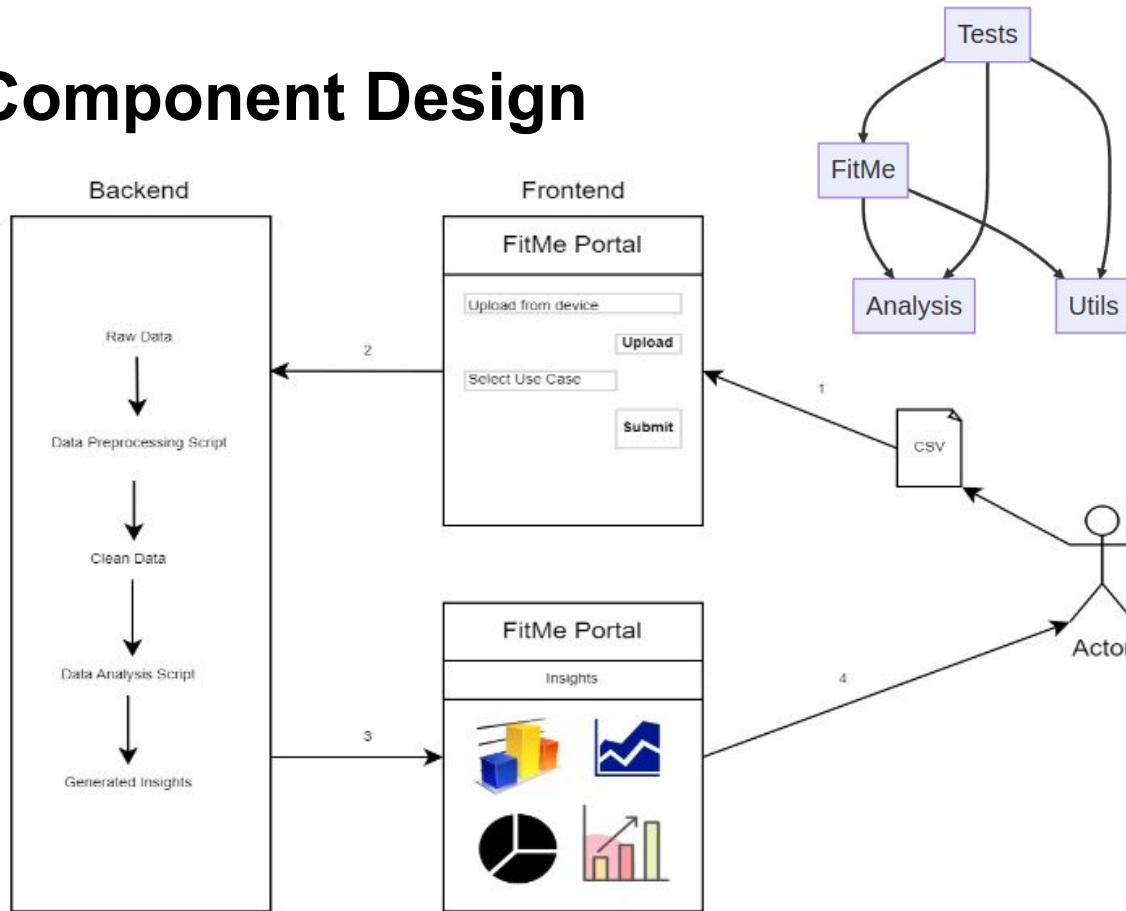 Component Design
Tests
FitMe
Analysis
Utils
Backend
Raw Data
Data Preprocessing Script
Clean Data
Data Analysis Script
Generated Insights
Frontend
FitMe Portal
Upload from device
Upload
Select Use Case
Submit
2
1
CSV
Actor
FitMe Portal
Insights
3
4